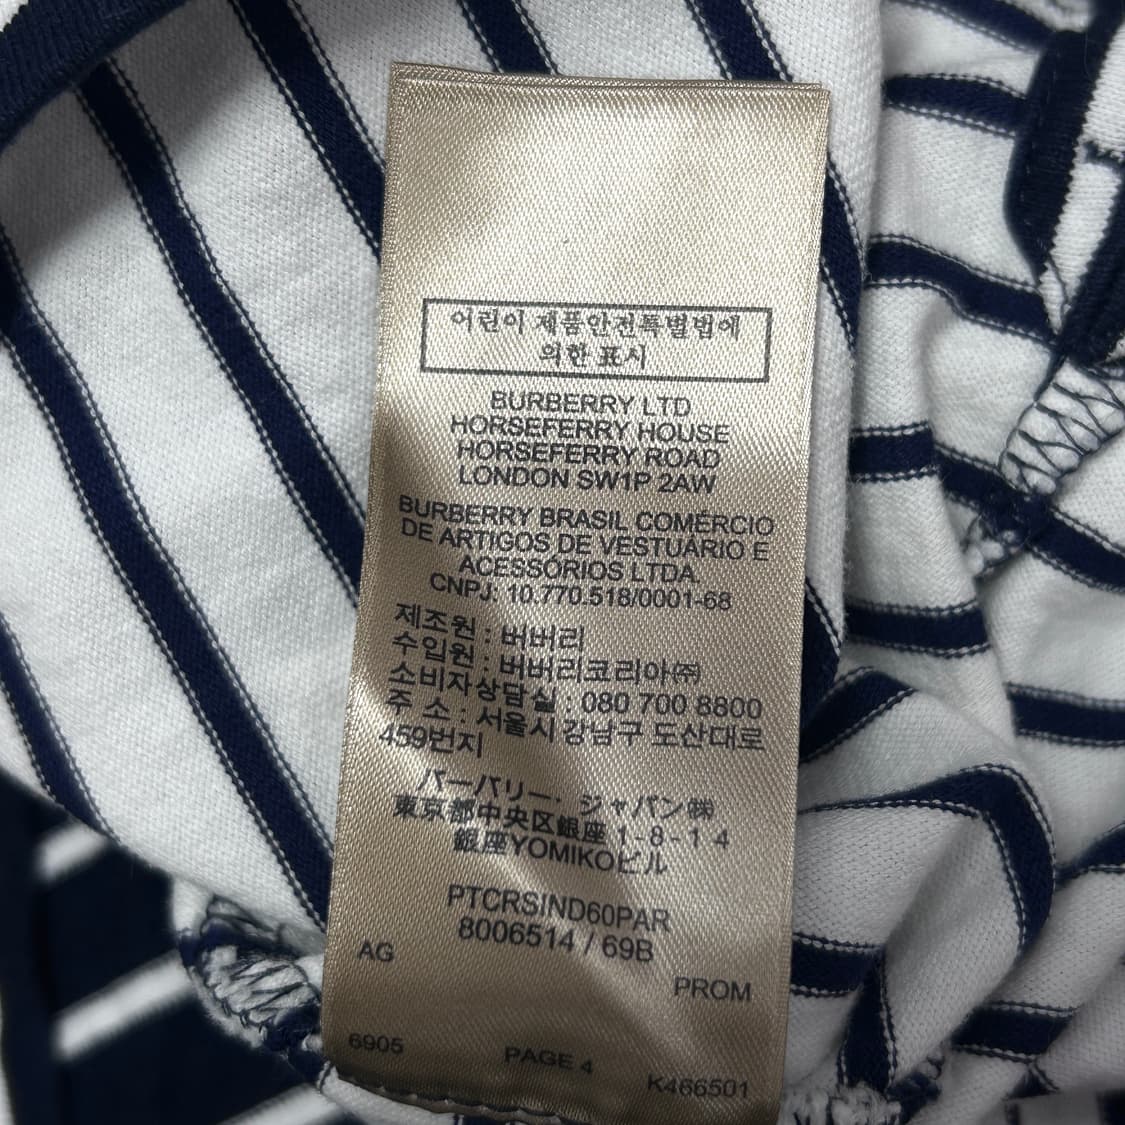 어린이 제품안전특별법에
의한 표시
BURBERRY LTD
HORSEFERRY HOUSE
HORSEFERRY ROAD
LONDON SW1P 2AW
BURBERRY BRASIL COMÉRCIO
DE ARTIGOS DE VESTUÁRIO E
ACESSÓRIOS LTDA.
CNPJ: 10.770.518/0001-68
제조원 : 버버리
수입원 : 버버리코리아㈜
소비자상담실 : 080 700 8800
주 소 : 서울시 강남구 도산대로
459번지
バーバリー・ジャパン㈱
東京都中央区銀座 1-8-14
銀座YOMIKOビル
PTCRSIND60PAR
8006514 / 69B
AG
PROM
6905 PAGE 4 K466501